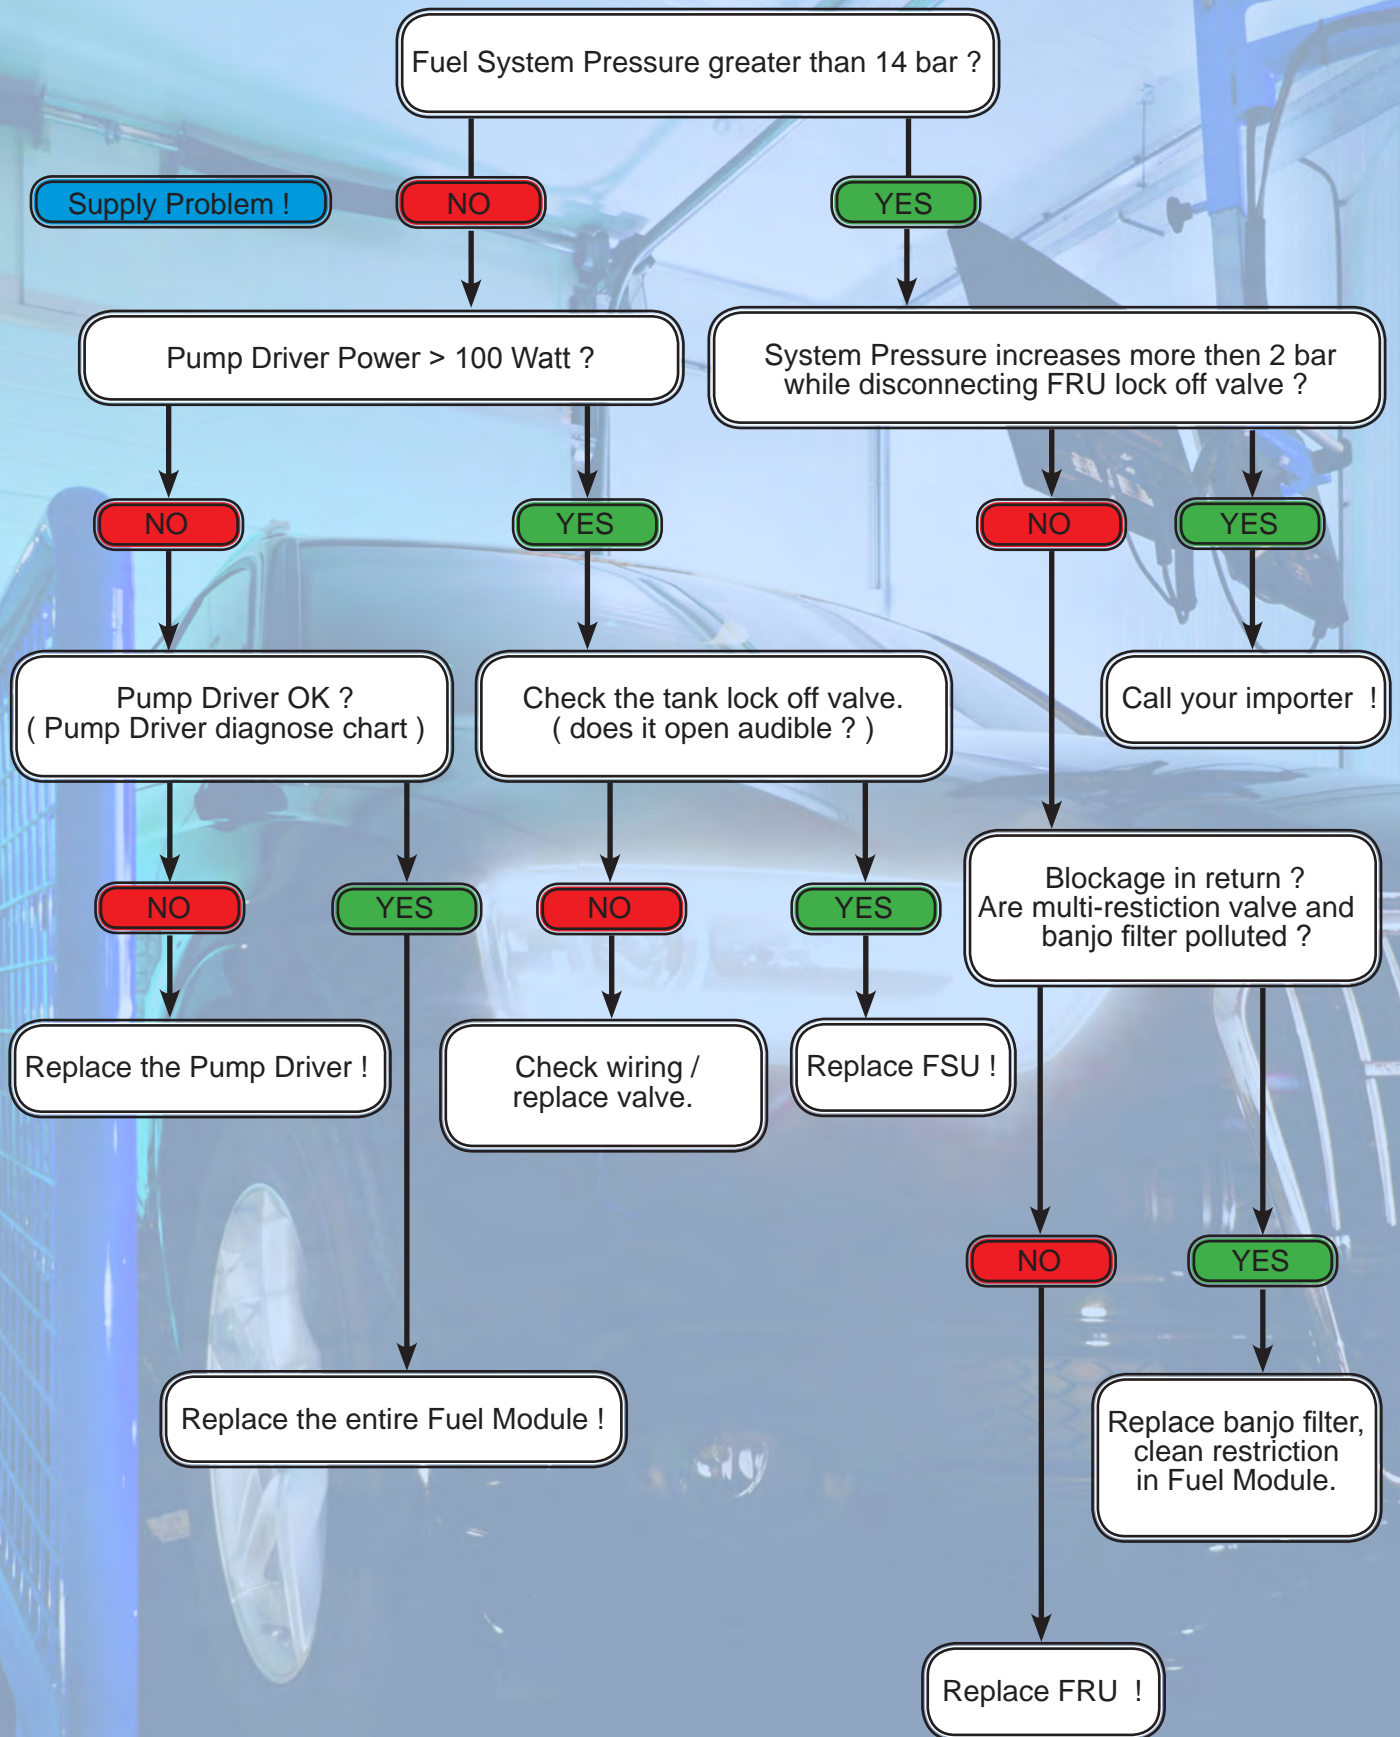 Fuel System Pressure greater than 14 bar ?
Supply Problem !
NO
YES
Pump Driver Power > 100 Watt ?
System Pressure increases more then 2 bar
while disconnecting FRU lock off valve ?
NO
YES
NO
YES
Pump Driver OK ?
( Pump Driver diagnose chart )
Check the tank lock off valve.
( does it open audible ? )
Call your importer !
NO
YES
NO
YES
Blockage in return ?
Are multi-restiction valve and
banjo filter polluted ?
Replace the Pump Driver !
Check wiring /
replace valve.
Replace FSU !
NO
YES
Replace the entire Fuel Module !
Replace banjo filter,
clean restriction
in Fuel Module.
Replace FRU !